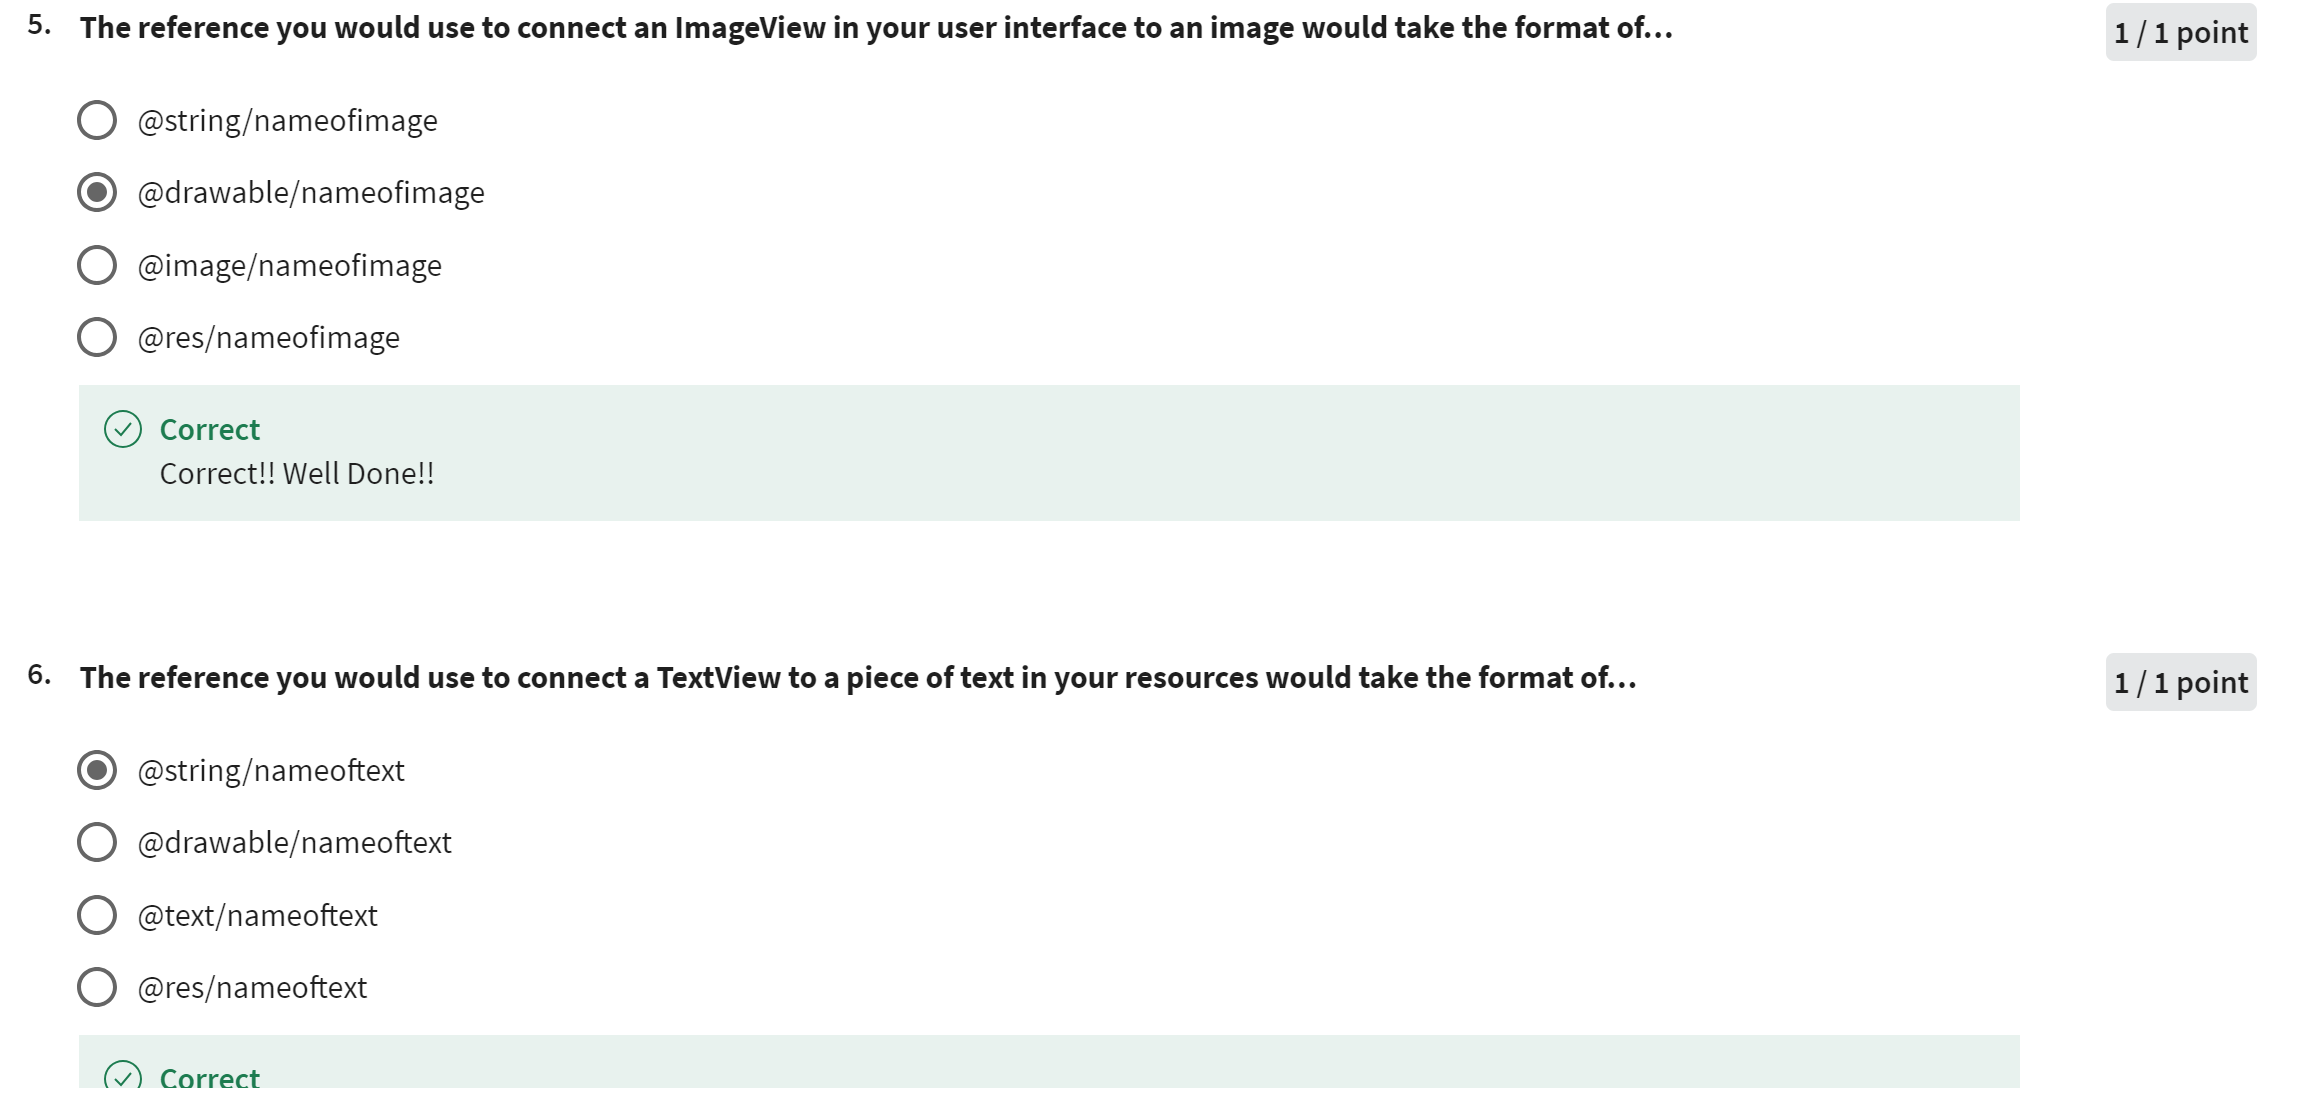 5. The reference you would use to connect an ImageView in your user interface to an image would take the format of... 1 / 1 point
@string/nameofimage
@drawable/nameofimage
@image/nameofimage
@res/nameofimage
Correct
Correct!! Well Done!!
6. The reference you would use to connect a TextView to a piece of text in your resources would take the format of... 1 / 1 point
@string/nameoftext
@drawable/nameoftext
@text/nameoftext
@res/nameoftext
Correct